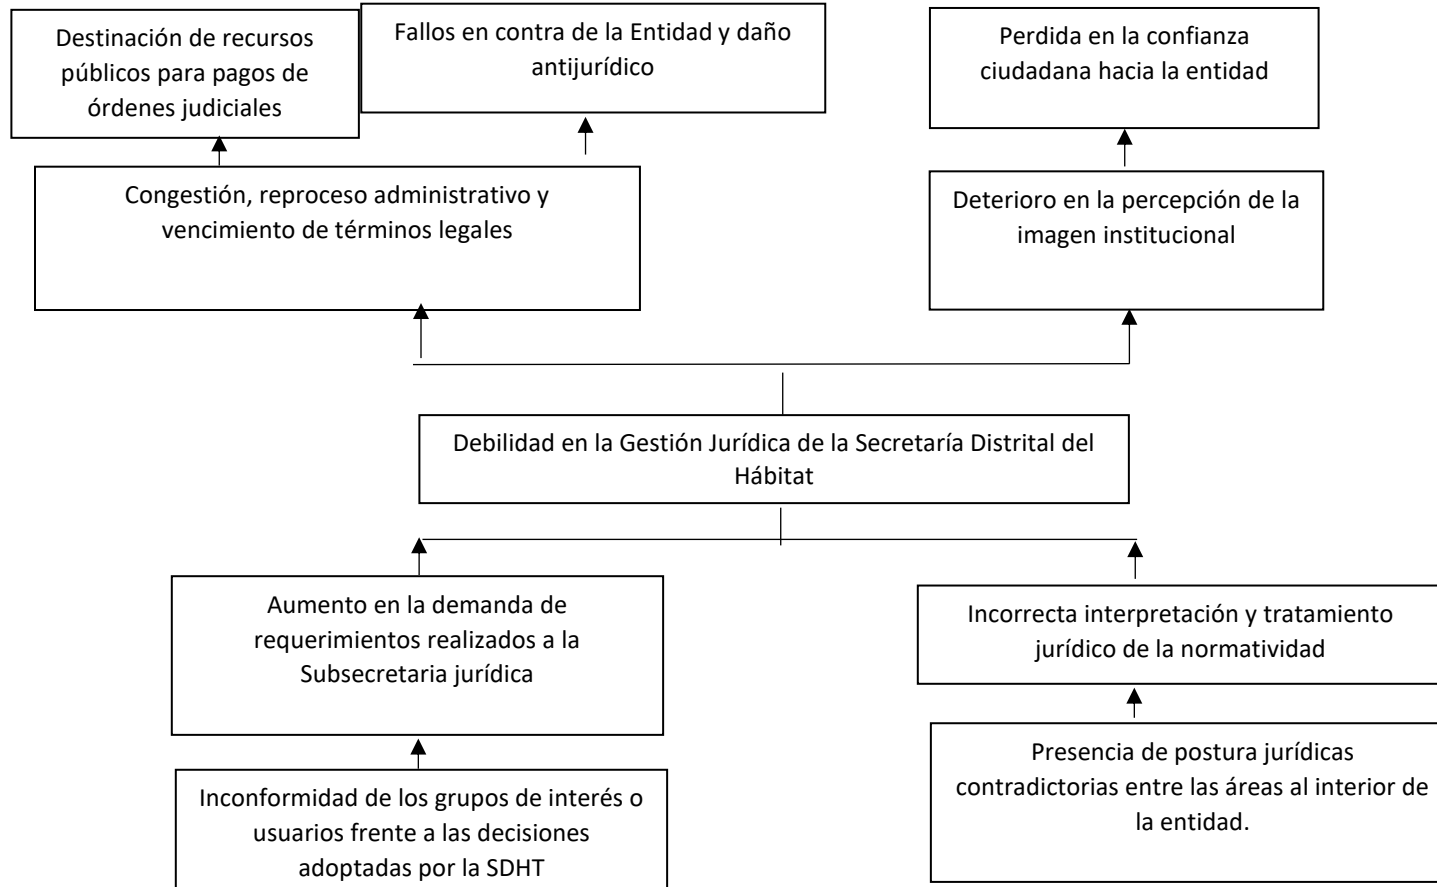 Destinación de recursos
públicos para pagos de
órdenes judiciales
Fallos en contra de la Entidad y daño
antijurídico
Perdida en la confianza
ciudadana hacia la entidad
Congestión, reproceso administrativo y
vencimiento de términos legales
Deterioro en la percepción de la
imagen institucional
Debilidad en la Gestión Jurídica de la Secretaría Distrital del
Hábitat
Aumento en la demanda de
requerimientos realizados a la
Subsecretaria jurídica
Incorrecta interpretación y tratamiento
jurídico de la normatividad
Inconformidad de los grupos de interés o
usuarios frente a las decisiones
adoptadas por la SDHT
Presencia de postura jurídicas
contradictorias entre las áreas al interior de
la entidad.